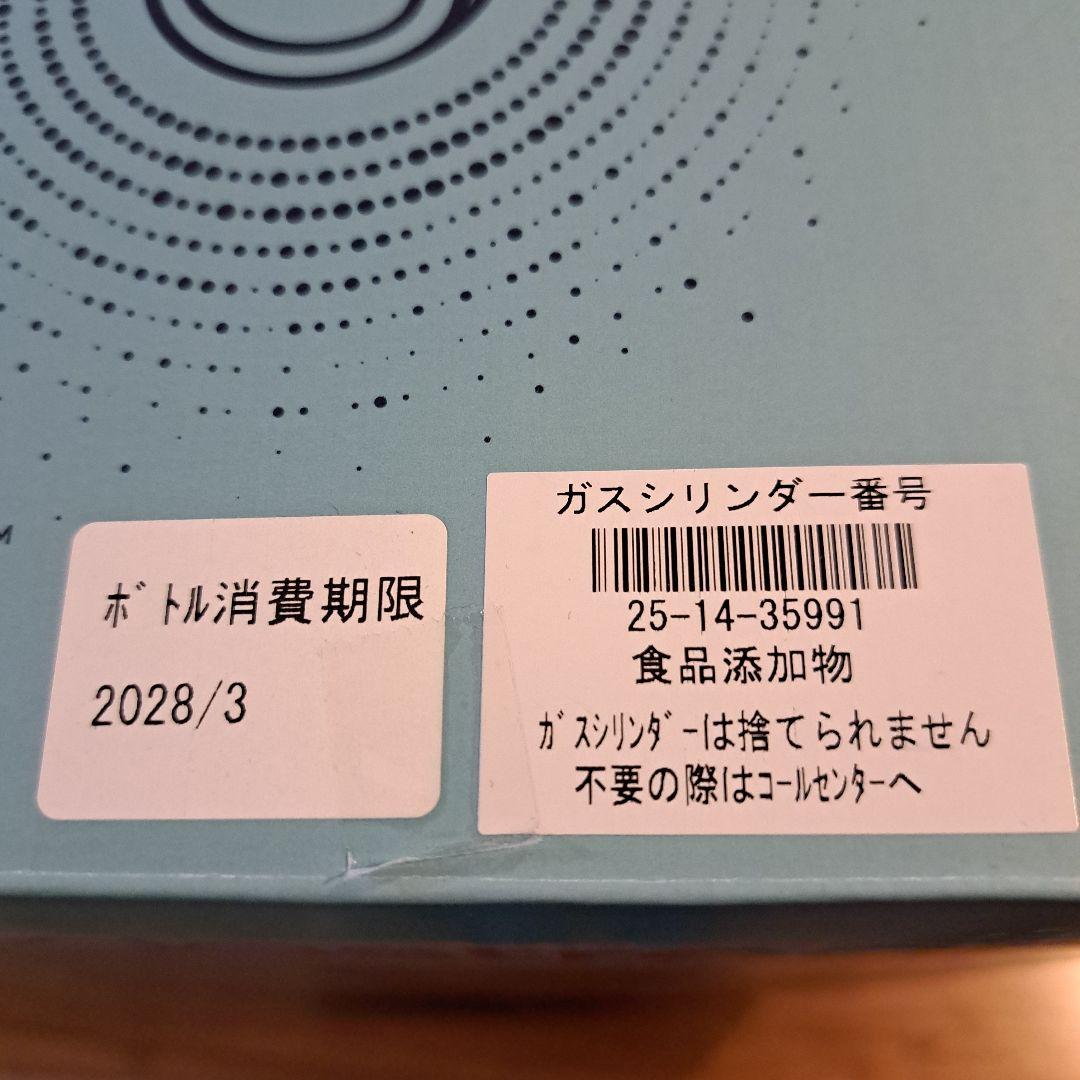 M
ﾎﾞﾄﾙ消費期限
2028/3
ガスシリンダー番号
25-14-35991
食品添加物
ｶﾞｽｼﾘﾝﾀﾞｰは捨てられません
不要の際はｺｰﾙｾﾝﾀｰへ